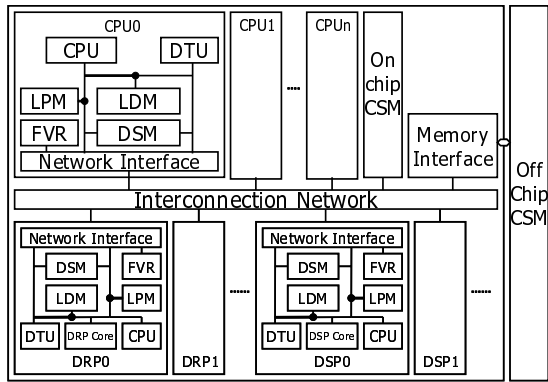 CPU0
CPU
DTU
LPM
LDM
FVR
DSM
Network Interface
CPU1
....
CPUn
On
chip
CSM
Memory
Interface
Off
Chip
CSM
Interconnection Network
Network Interface
DSM
FVR
LDM
LPM
DTU
DRP Core
CPU
DRP0
DRP1
......
Network Interface
DSM
FVR
LDM
LPM
DTU
DSP Core
CPU
DSP0
DSP1
......